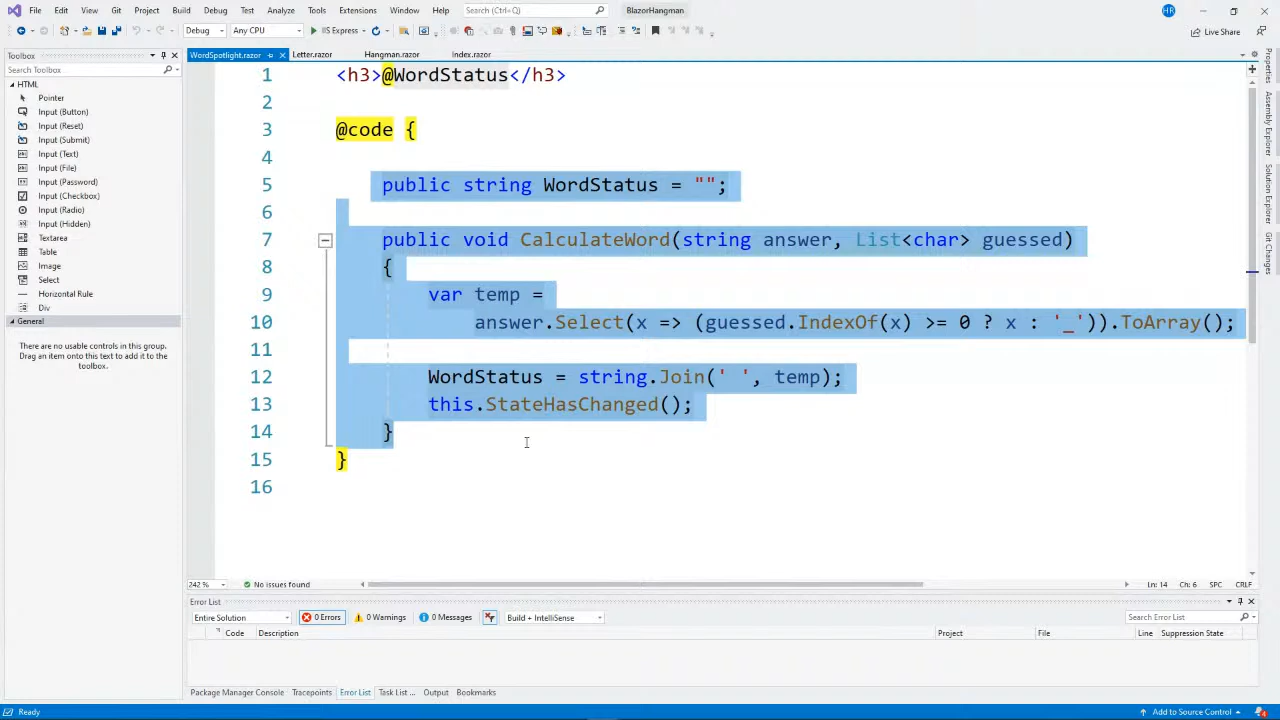 File Edit View Git Project Build Debug Test Analyze Tools Extensions Window Help Search (Ctrl+Q) BlazorHangman HR
Debug Any CPU IIS Express Live Share
Toolbox
Search Toolbox
HTML
Pointer
Input (Button)
Input (Reset)
Input (Submit)
Input (Text)
Input (File)
Input (Password)
Input (Checkbox)
Input (Radio)
Input (Hidden)
Textarea
Table
Image
Select
Horizontal Rule
Div
General
There are no usable controls in this group.
Drag an item onto this text to add it to the
toolbox.
WordSpotlight.razor Letter.razor Hangman.razor Index.razor
1 <h3>@WordStatus</h3>
2
3 @code {
4
5 public string WordStatus = "";
6
7 public void CalculateWord(string answer, List<char> guessed)
8 {
9 var temp =
10 answer.Select(x => (guessed.IndexOf(x) >= 0 ? x : '_')).ToArray();
11
12 WordStatus = string.Join(' ', temp);
13 this.StateHasChanged();
14 }
15 }
16
242 % No issues found Ln: 14 Ch: 6 SPC CRLF
Properties
Assembly Explorer
Solution Explorer
Git Changes
Error List
Entire Solution 0 Errors 0 Warnings 0 Messages Build + IntelliSense Search Error List
Code Description Project File Line Suppression State
Package Manager Console Tracepoints Error List Task List ... Output Bookmarks
Ready Add to Source Control 4